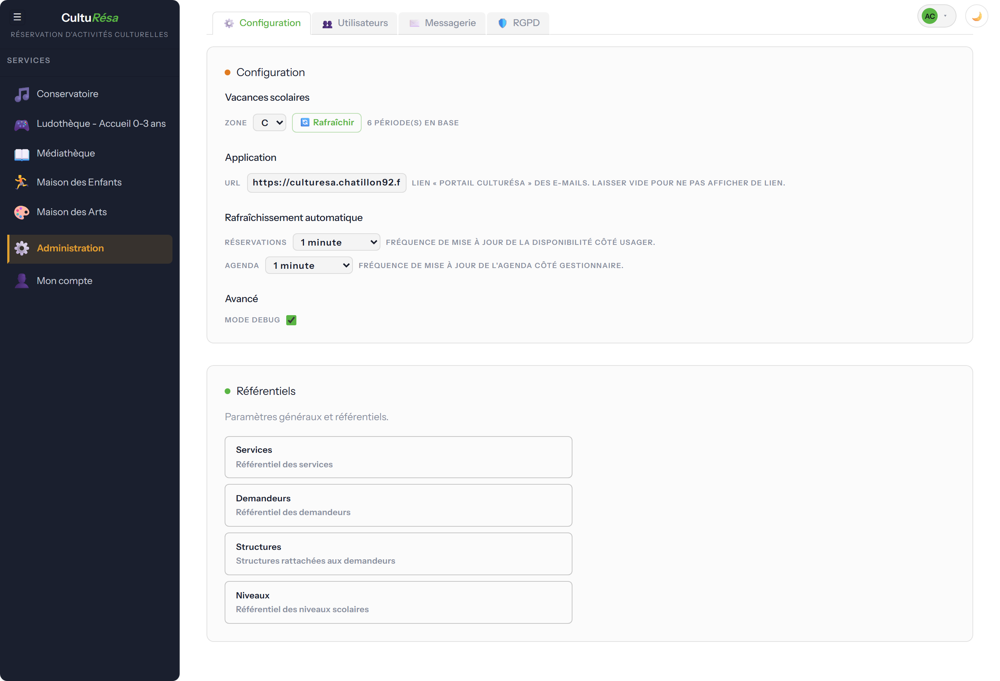 CultuRésa
RÉSERVATION D'ACTIVITÉS CULTURELLES
SERVICES
Conservatoire
Ludothèque - Accueil 0-3 ans
Médiathèque
Maison des Enfants
Maison des Arts
Administration
Mon compte
Configuration
Utilisateurs
Messagerie
RGPD
AC
Configuration
Vacances scolaires
ZONE C Rafraîchir 6 PÉRIODE(S) EN BASE
Application
URL https://culturesa.chatillon92.f LIEN « PORTAIL CULTURÉSA » DES E-MAILS. LAISSER VIDE POUR NE PAS AFFICHER DE LIEN.
Rafraîchissement automatique
RÉSERVATIONS 1 minute FRÉQUENCE DE MISE À JOUR DE LA DISPONIBILITÉ CÔTÉ USAGER.
AGENDA 1 minute FRÉQUENCE DE MISE À JOUR DE L'AGENDA CÔTÉ GESTIONNAIRE.
Avancé
MODE DEBUG
Référentiels
Paramètres généraux et référentiels.
Services
Référentiel des services
Demandeurs
Référentiel des demandeurs
Structures
Structures rattachées aux demandeurs
Niveaux
Référentiel des niveaux scolaires